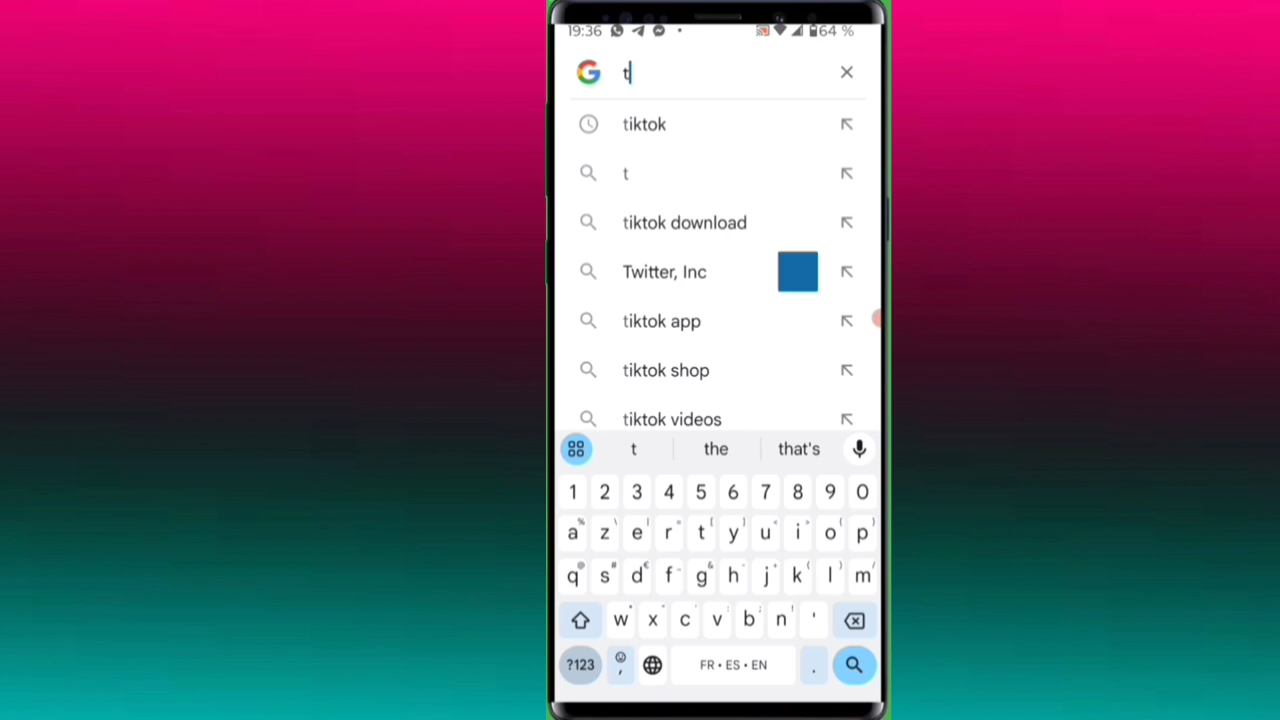 19:36 64 %
t
tiktok
t
tiktok download
Twitter, Inc
tiktok app
tiktok shop
tiktok videos
t the that's
1 2 3 4 5 6 7 8 9 0
a z e r t y u i o p
q s d f g h j k l m
w x c v b n '
?123 , FR • ES • EN .